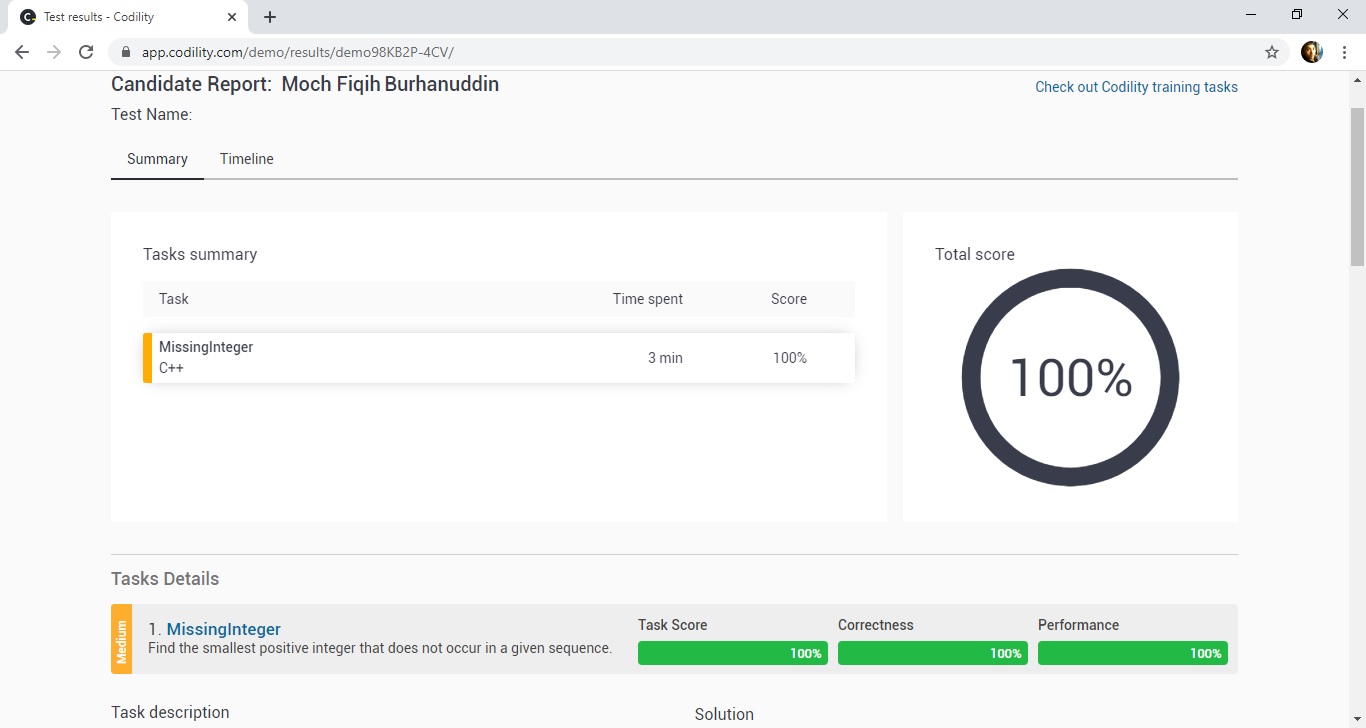 Test results - Codility
app.codility.com/demo/results/demo98KB2P-4CV/
Candidate Report: Moch Fiqih Burhanuddin
Check out Codility training tasks
Test Name:
Summary Timeline
Tasks summary
Task Time spent Score
MissingInteger
C++
3 min 100%
Total score
100%
Tasks Details
Medium
1. MissingInteger
Find the smallest positive integer that does not occur in a given sequence.
Task Score Correctness Performance
100% 100% 100%
Task description
Solution